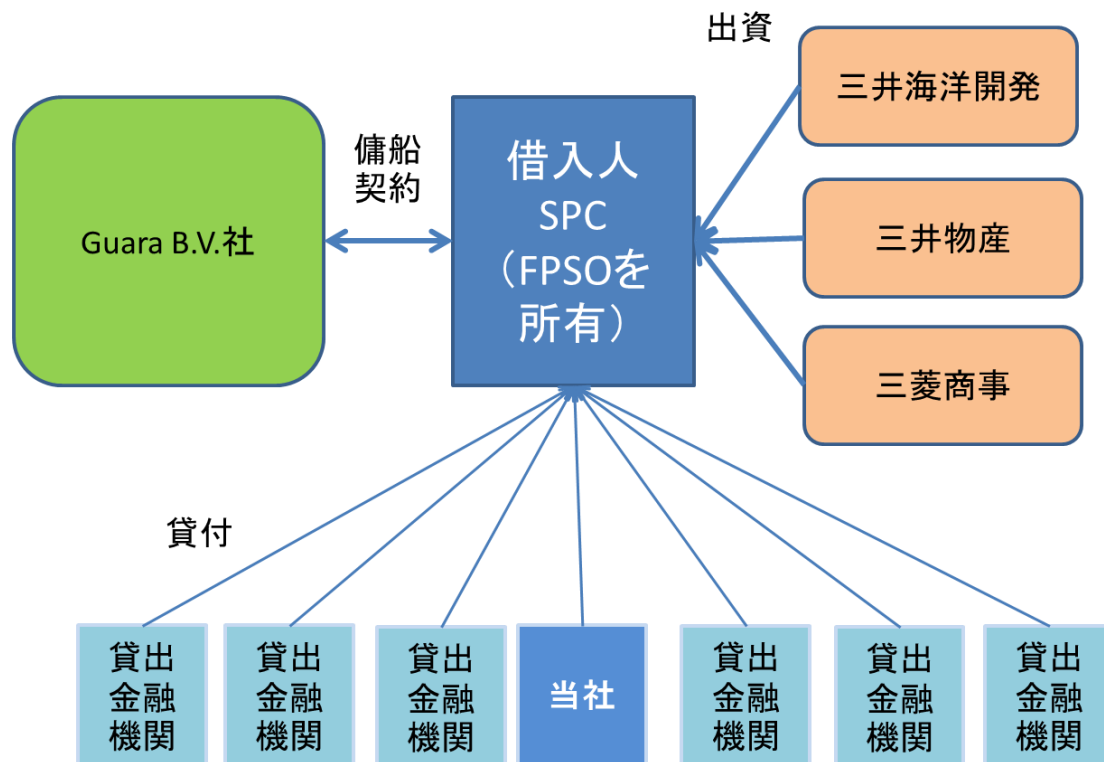 出資
三井海洋開発
三井物産
三菱商事
借入人
SPC
（FPSOを
所有）
傭船
契約
Guara B.V.社
貸付
貸出
金融
機関
貸出
金融
機関
貸出
金融
機関
当社
貸出
金融
機関
貸出
金融
機関
貸出
金融
機関